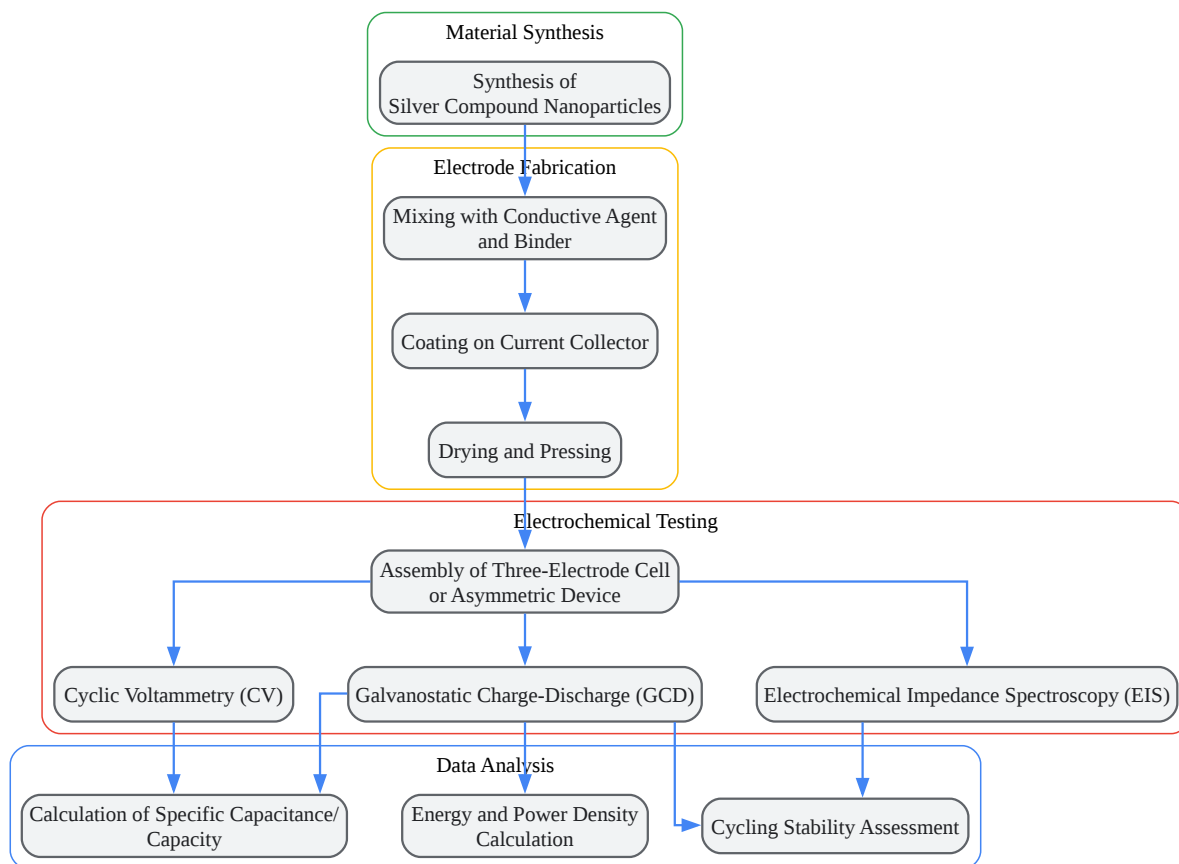 Material Synthesis
Synthesis of
Silver Compound Nanoparticles
Electrode Fabrication
Mixing with Conductive Agent
and Binder
Coating on Current Collector
Drying and Pressing
Electrochemical Testing
Assembly of Three-Electrode Cell
or Asymmetric Device
Cyclic Voltammetry (CV)
Galvanostatic Charge-Discharge (GCD)
Electrochemical Impedance Spectroscopy (EIS)
Data Analysis
Calculation of Specific Capacitance/
Capacity
Energy and Power Density
Calculation
Cycling Stability Assessment